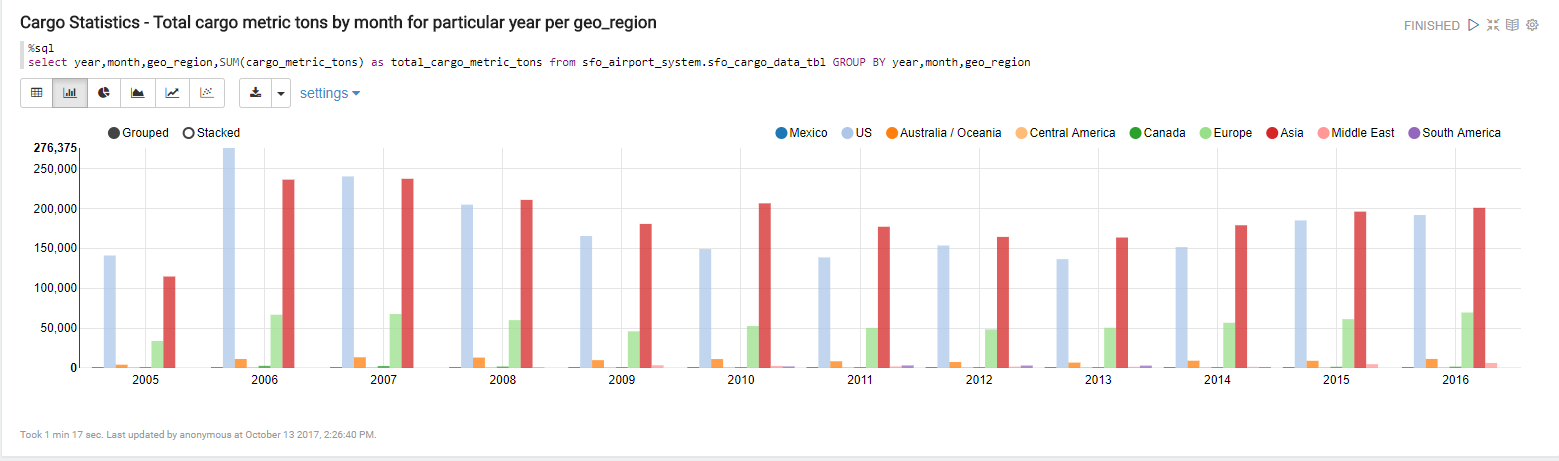 Cargo Statistics - Total cargo metric tons by month for particular year per geo_region
FINISHED
%sql
select year,month,geo_region,SUM(cargo_metric_tons) as total_cargo_metric_tons from sfo_airport_system.sfo_cargo_data_tbl GROUP BY year,month,geo_region
settings
Grouped Stacked Mexico US Australia / Oceania Central America Canada Europe Asia Middle East South America
276,375
250,000
200,000
150,000
100,000
50,000
0
2005 2006 2007 2008 2009 2010 2011 2012 2013 2014 2015 2016
Took 1 min 17 sec. Last updated by anonymous at October 13 2017, 2:26:40 PM.